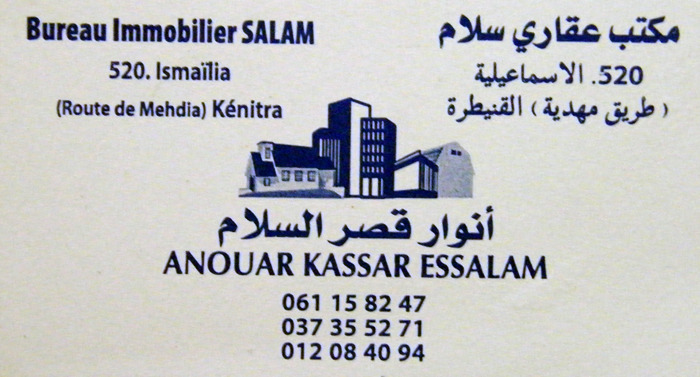 Bureau Immobilier SALAM
520. Ismaïlia
(Route de Mehdia) Kénitra
مكتب عقاري سلام
520. الاسماعيلية
( طريق مهدية ) القنيطرة
أنوار قصر السلام
ANOUAR KASSAR ESSALAM
061 15 82 47
037 35 52 71
012 08 40 94